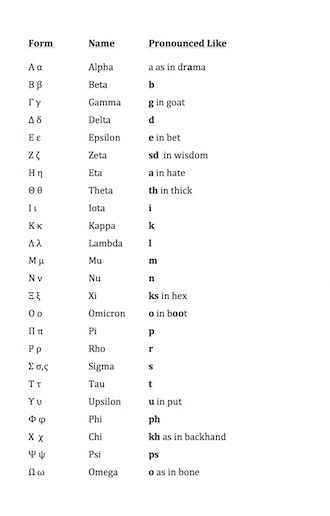 Form Name Pronounced Like
Α α Alpha a as in drama
Β β Beta b
Γ γ Gamma g in goat
Δ δ Delta d
Ε ε Epsilon e in bet
Ζ ζ Zeta sd in wisdom
Η η Eta a in hate
Θ θ Theta th in thick
Ι ι Iota i
Κ κ Kappa k
Λ λ Lambda l
Μ μ Mu m
Ν ν Nu n
Ξ ξ Xi ks in hex
Ο ο Omicron o in boot
Π π Pi p
Ρ ρ Rho r
Σ σ,ς Sigma s
Τ τ Tau t
Υ υ Upsilon u in put
Φ φ Phi ph
Χ χ Chi kh as in backhand
Ψ ψ Psi ps
Ω ω Omega o as in bone